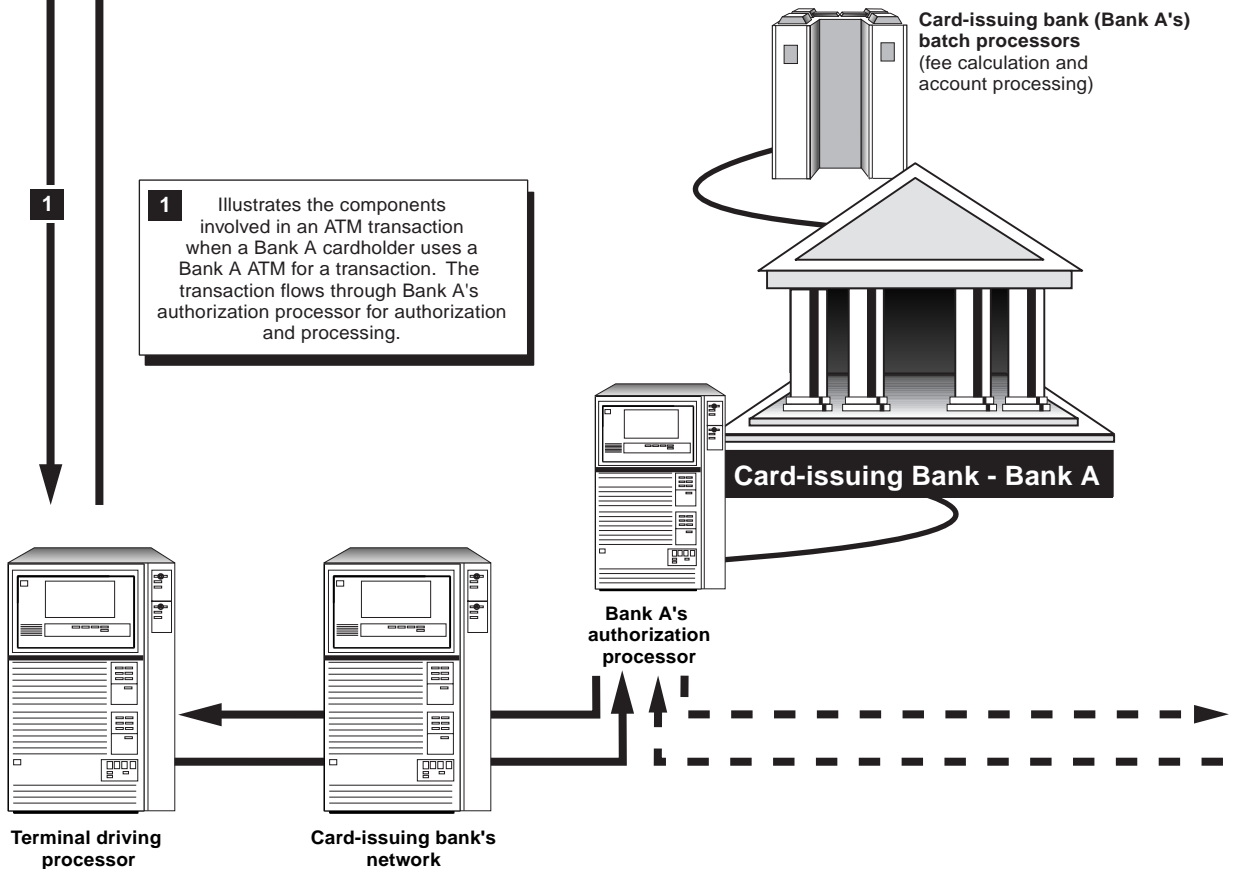 Card-issuing bank (Bank A's)
batch processors
(fee calculation and
account processing)
1
1 Illustrates the components
involved in an ATM transaction
when a Bank A cardholder uses a
Bank A ATM for a transaction. The
transaction flows through Bank A's
authorization processor for authorization
and processing.
Card-issuing Bank - Bank A
Bank A's
authorization
processor
Terminal driving
processor
Card-issuing bank's
network